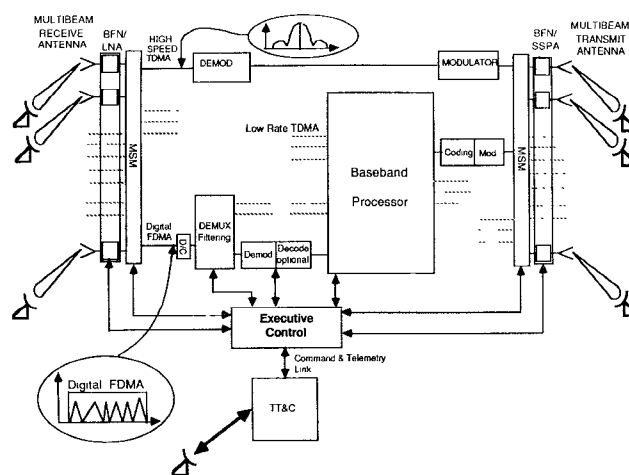 MULTIBEAM
RECEIVE
ANTENNA
BFN/
LNA
HIGH
SPEED
TDMA
DEMOD
MODULATOR
BFN/
SSPA
MULTIBEAM
TRANSMIT
ANTENNA
MSM
Low Rate TDMA
Baseband
Processor
Coding
Mod
MSM
Digital
FDMA
D/C
DEMUX
Filtering
Demod
Decode
optional
Executive
Control
Command & Telemetry
Link
TT&C
Digital FDMA